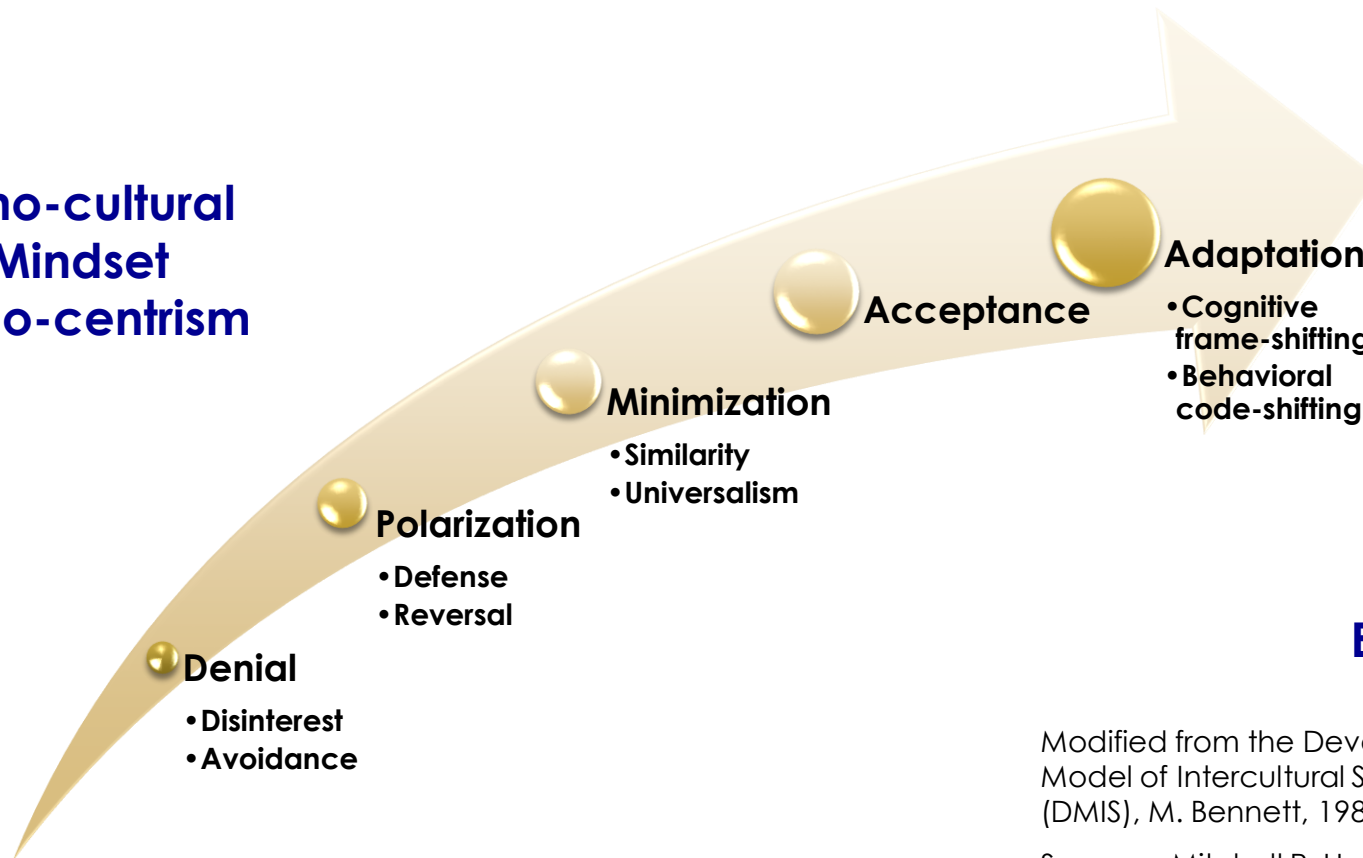 no-cultural
Mindset
o-centrism
Adaptation
•Cognitive
frame-shifting
•Behavioral
code-shifting
Acceptance
Minimization
•Similarity
•Universalism
Polarization
•Defense
•Reversal
Denial
•Disinterest
•Avoidance
E
Modified from the Deve
Model of Intercultural S
(DMIS), M. Bennett, 198